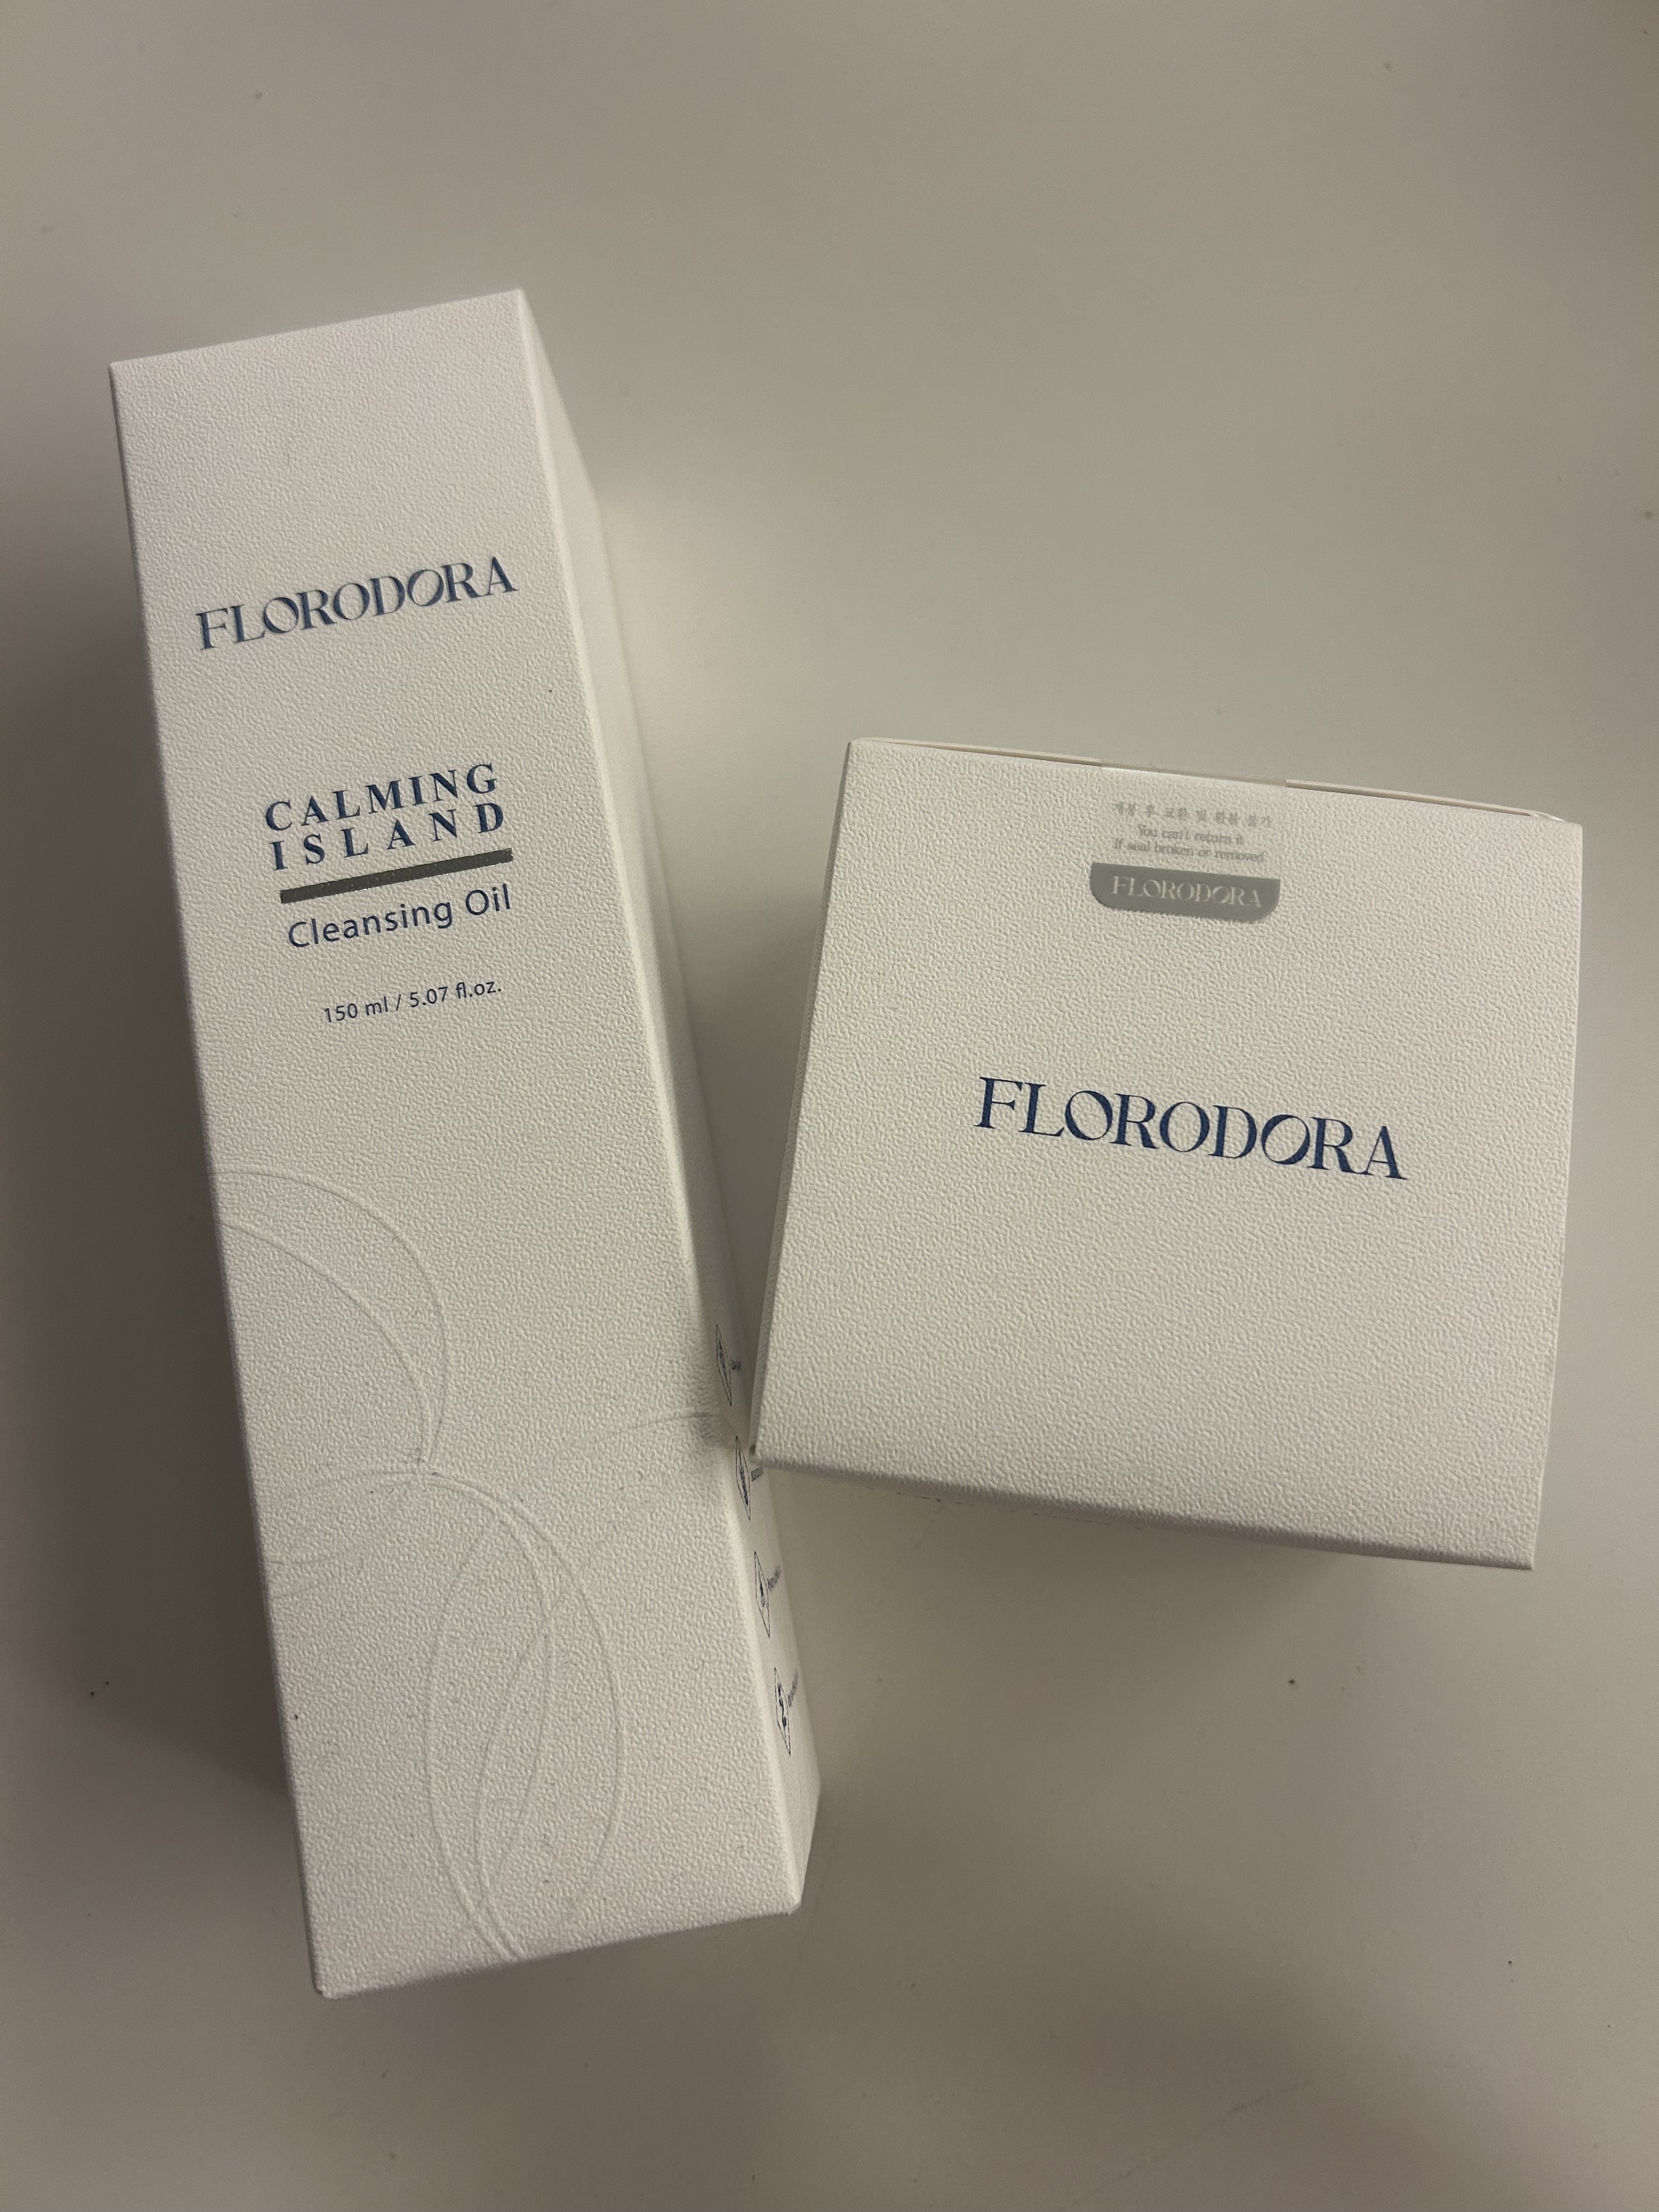 FLORODORA
CALMING
ISLAND
Cleansing Oil
150 ml / 5.07 fl.oz.
개봉 후 교환 및 환불 불가
You can't return it
If seal broken or removed
FLORODORA
FLORODORA